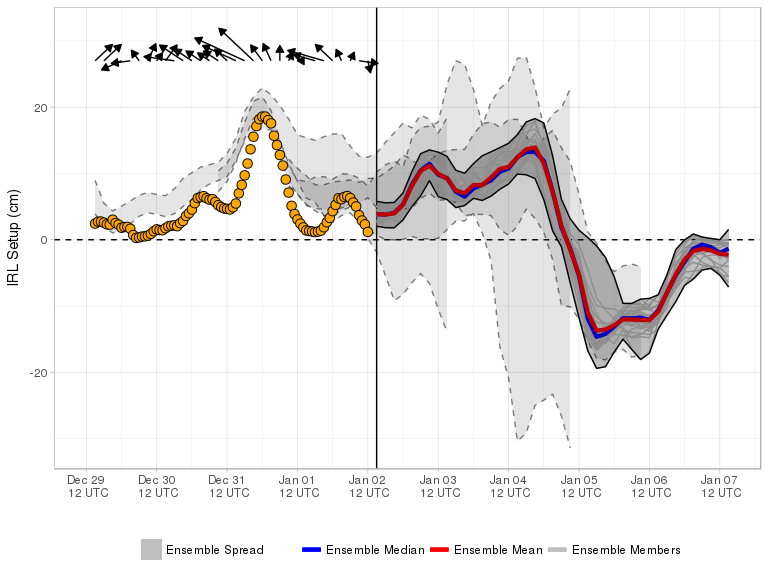 IRL Setup (cm)
20
0
-20
Dec 29 Dec 30 Dec 31 Jan 01 Jan 02 Jan 03 Jan 04 Jan 05 Jan 06 Jan 07
12 UTC 12 UTC 12 UTC 12 UTC 12 UTC 12 UTC 12 UTC 12 UTC 12 UTC 12 UTC
Ensemble Spread Ensemble Median Ensemble Mean Ensemble Members